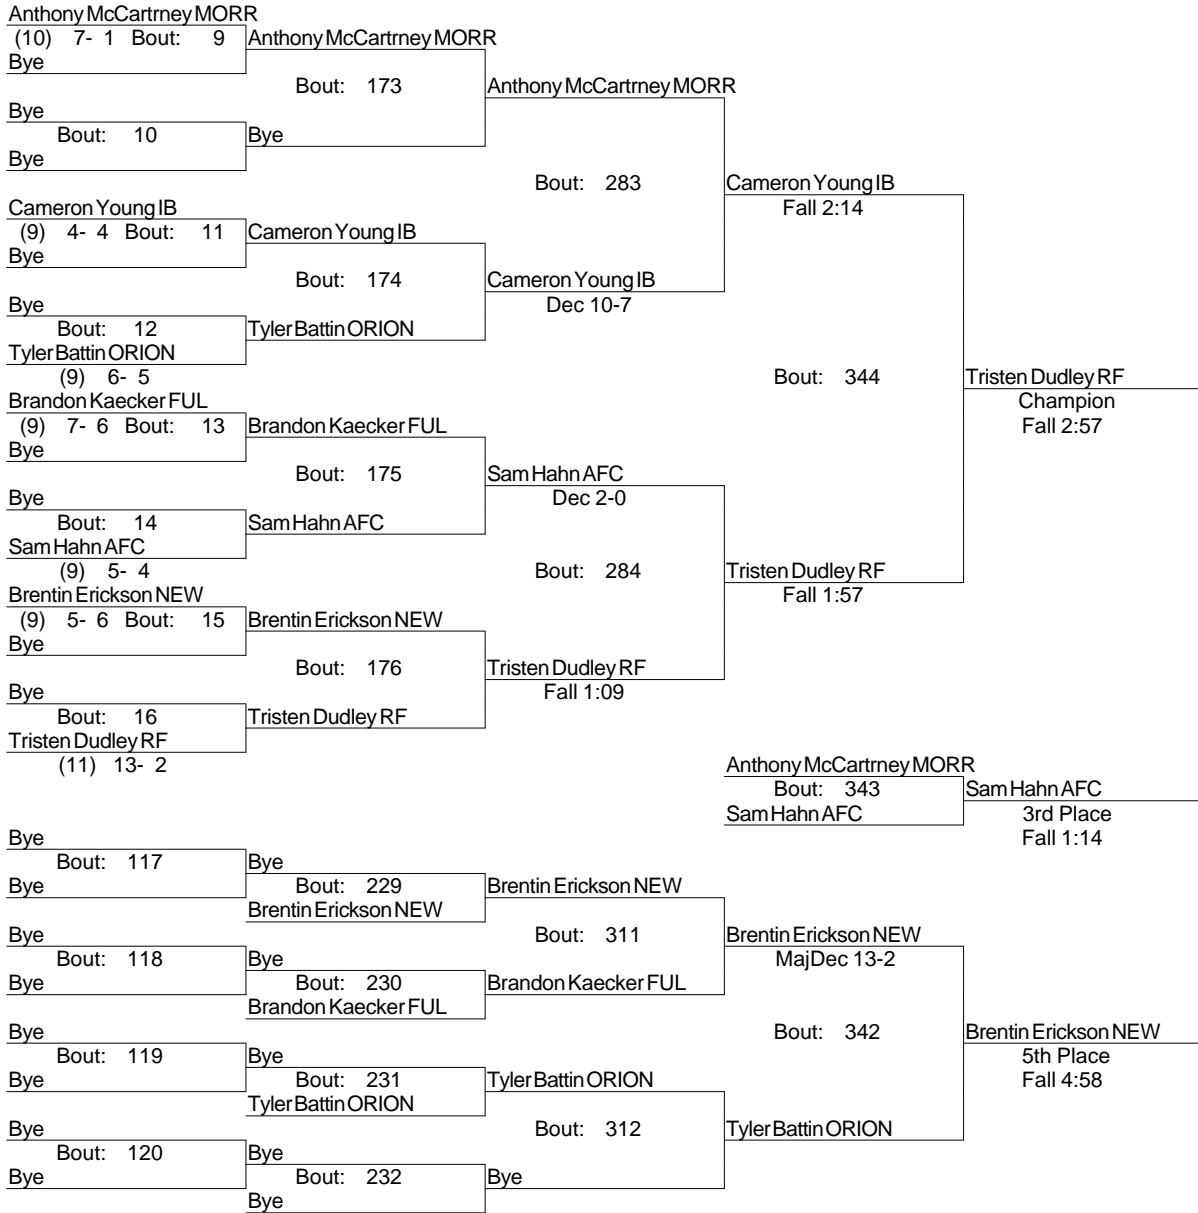 Anthony McCartrney MORR
(10) 7- 1 Bout: 9 Anthony McCartrney MORR
Bye
Bout: 173 Anthony McCartrney MORR
Bye
Bout: 10 Bye
Bye
Bout: 283 Cameron Young IB
Cameron Young IB Fall 2:14
(9) 4- 4 Bout: 11 Cameron Young IB
Bye
Bout: 174 Cameron Young IB
Bye Dec 10-7
Bout: 12 Tyler Battin ORION
Tyler Battin ORION
(9) 6- 5 Bout: 344 Tristen Dudley RF
Brandon Kaecker FUL Champion
(9) 7- 6 Bout: 13 Brandon Kaecker FUL Fall 2:57
Bye
Bout: 175 Sam Hahn AFC
Bye Dec 2-0
Bout: 14 Sam Hahn AFC
Sam Hahn AFC
(9) 5- 4 Bout: 284 Tristen Dudley RF
Brentin Erickson NEW Fall 1:57
(9) 5- 6 Bout: 15 Brentin Erickson NEW
Bye
Bout: 176 Tristen Dudley RF
Bye Fall 1:09
Bout: 16 Tristen Dudley RF
Tristen Dudley RF
(11) 13- 2 Anthony McCartrney MORR
Bout: 343 Sam Hahn AFC
Sam Hahn AFC 3rd Place
Bye Fall 1:14
Bout: 117 Bye
Bye Bout: 229 Brentin Erickson NEW
Brentin Erickson NEW
Bye Bout: 311 Brentin Erickson NEW
Bout: 118 Bye MajDec 13-2
Bye Bout: 230 Brandon Kaecker FUL
Brandon Kaecker FUL
Bye Bout: 342 Brentin Erickson NEW
Bout: 119 Bye 5th Place
Bye Bout: 231 Tyler Battin ORION Fall 4:58
Tyler Battin ORION
Bye Bout: 312 Tyler Battin ORION
Bout: 120 Bye
Bye Bout: 232 Bye
Bye